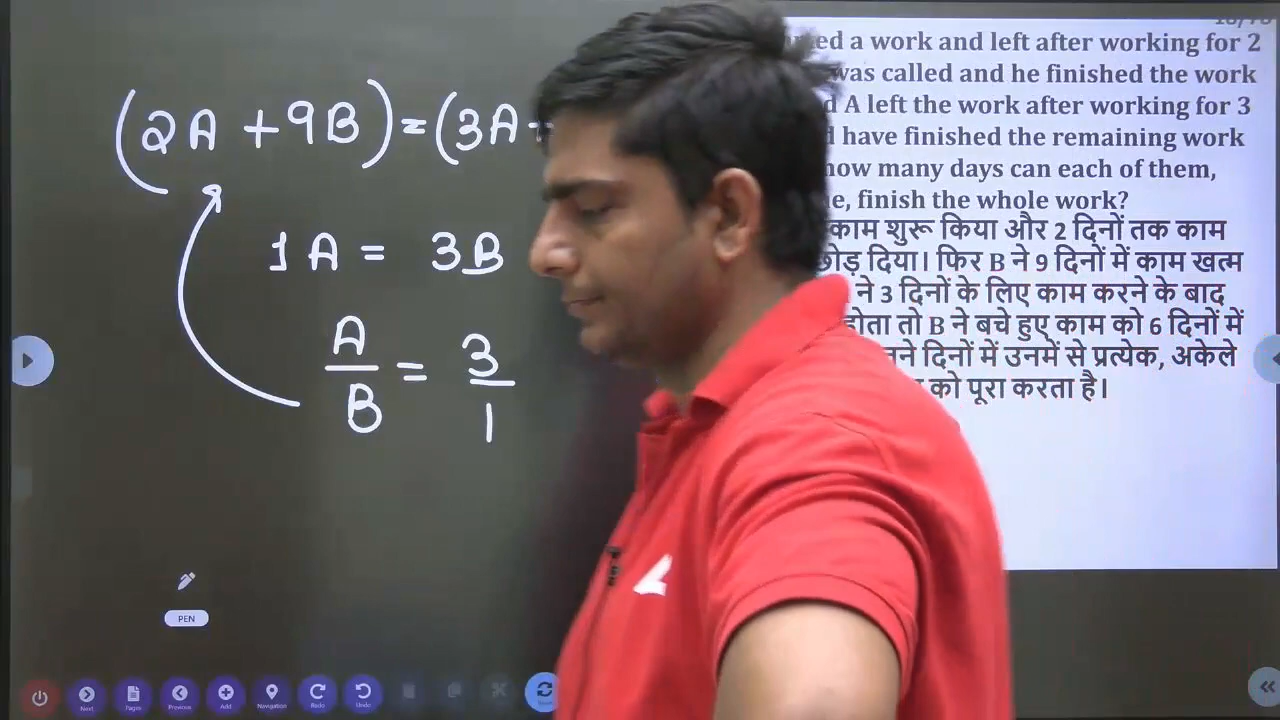 (2A + 9B) = (3A
1A = 3B
A/B = 3/1
PEN
Next
Pages
Previous
Add
Navigation
Redo
Undo
a work and left after working for 2
was called and he finished the work
A left the work after working for 3
have finished the remaining work
how many days can each of them,
finish the whole work?
काम शुरू किया और 2 दिनों तक काम
दिया। फिर B ने 9 दिनों में काम खत्म
ने 3 दिनों के लिए काम करने के बाद
होता तो B ने बचे हुए काम को 6 दिनों में
दिनों में उनमें से प्रत्येक, अकेले
को पूरा करता है।